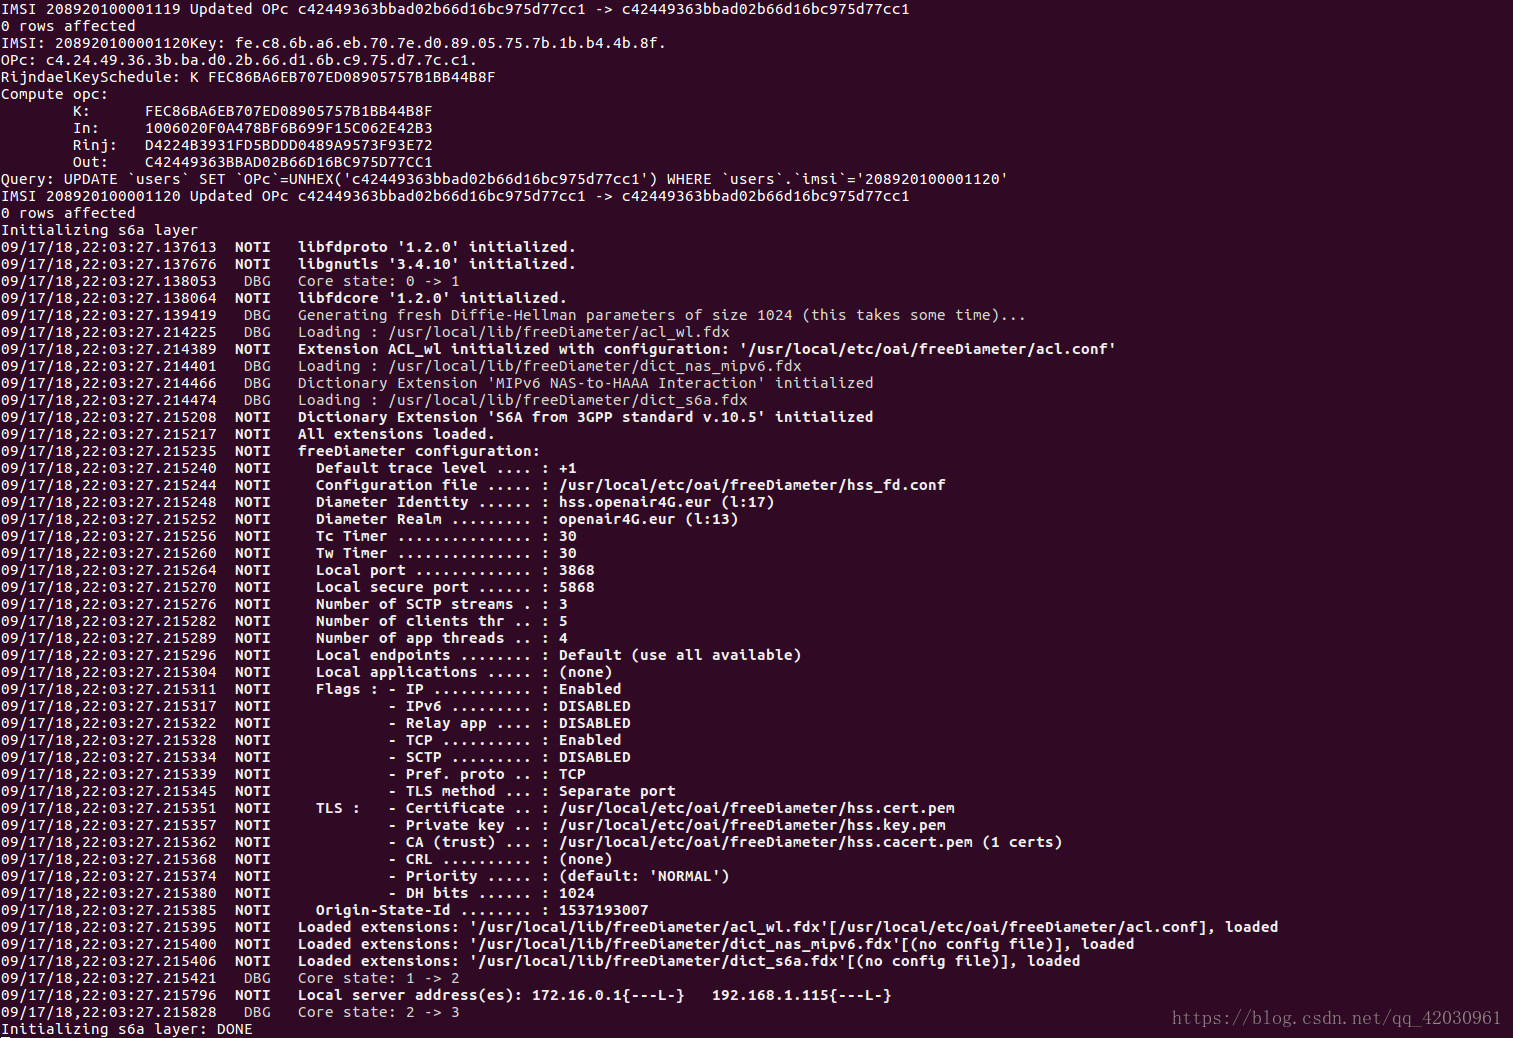 IMSI 208920100001119 Updated OPc c42449363bbad02b66d16bc975d77cc1 -> c42449363bbad02b66d16bc975d77cc1
0 rows affected
IMSI: 208920100001120Key: fe.c8.6b.a6.eb.70.7e.d0.89.05.75.7b.1b.b4.4b.8f.
OPc: c4.24.49.36.3b.ba.d0.2b.66.d1.6b.c9.75.d7.7c.c1.
RijndaelKeySchedule: K FEC86BA6EB707ED08905757B1BB44B8F
Compute opc:
        K:      FEC86BA6EB707ED08905757B1BB44B8F
        In:     1006020F0A478BF6B699F15C062E42B3
        Rinj:   D4224B3931FD5BDDD0489A9573F93E72
        Out:    C42449363BBAD02B66D16BC975D77CC1
Query: UPDATE `users` SET `OPc`=UNHEX('c42449363bbad02b66d16bc975d77cc1') WHERE `users`.`imsi`='208920100001120'
IMSI 208920100001120 Updated OPc c42449363bbad02b66d16bc975d77cc1 -> c42449363bbad02b66d16bc975d77cc1
0 rows affected
Initializing s6a layer
09/17/18,22:03:27.137613  NOTI   libfdproto '1.2.0' initialized.
09/17/18,22:03:27.137676  NOTI   libgnutls '3.4.10' initialized.
09/17/18,22:03:27.138053   DBG   Core state: 0 -> 1
09/17/18,22:03:27.138064  NOTI   libfdcore '1.2.0' initialized.
09/17/18,22:03:27.139419   DBG   Generating fresh Diffie-Hellman parameters of size 1024 (this takes some time)...
09/17/18,22:03:27.214225   DBG   Loading : /usr/local/lib/freeDiameter/acl_wl.fdx
09/17/18,22:03:27.214389  NOTI   Extension ACL_wl initialized with configuration: '/usr/local/etc/oai/freeDiameter/acl.conf'
09/17/18,22:03:27.214401   DBG   Loading : /usr/local/lib/freeDiameter/dict_nas_mipv6.fdx
09/17/18,22:03:27.214466   DBG   Dictionary Extension 'MIPv6 NAS-to-HAAA Interaction' initialized
09/17/18,22:03:27.214474   DBG   Loading : /usr/local/lib/freeDiameter/dict_s6a.fdx
09/17/18,22:03:27.215208  NOTI   Dictionary Extension 'S6A from 3GPP standard v.10.5' initialized
09/17/18,22:03:27.215217  NOTI   All extensions loaded.
09/17/18,22:03:27.215235  NOTI   freeDiameter configuration:
09/17/18,22:03:27.215240  NOTI     Default trace level .... : +1
09/17/18,22:03:27.215244  NOTI     Configuration file ..... : /usr/local/etc/oai/freeDiameter/hss_fd.conf
09/17/18,22:03:27.215248  NOTI     Diameter Identity ...... : hss.openair4G.eur (l:17)
09/17/18,22:03:27.215252  NOTI     Diameter Realm ......... : openair4G.eur (l:13)
09/17/18,22:03:27.215256  NOTI     Tc Timer ............... : 30
09/17/18,22:03:27.215260  NOTI     Tw Timer ............... : 30
09/17/18,22:03:27.215264  NOTI     Local port ............. : 3868
09/17/18,22:03:27.215270  NOTI     Local secure port ...... : 5868
09/17/18,22:03:27.215276  NOTI     Number of SCTP streams . : 3
09/17/18,22:03:27.215282  NOTI     Number of clients thr .. : 5
09/17/18,22:03:27.215289  NOTI     Number of app threads .. : 4
09/17/18,22:03:27.215296  NOTI     Local endpoints ........ : Default (use all available)
09/17/18,22:03:27.215304  NOTI     Local applications ..... : (none)
09/17/18,22:03:27.215311  NOTI     Flags : - IP ........... : Enabled
09/17/18,22:03:27.215317  NOTI             - IPv6 ......... : DISABLED
09/17/18,22:03:27.215322  NOTI             - Relay app .... : DISABLED
09/17/18,22:03:27.215328  NOTI             - TCP .......... : Enabled
09/17/18,22:03:27.215334  NOTI             - SCTP ......... : DISABLED
09/17/18,22:03:27.215339  NOTI             - Pref. proto .. : TCP
09/17/18,22:03:27.215345  NOTI             - TLS method ... : Separate port
09/17/18,22:03:27.215351  NOTI     TLS :   - Certificate .. : /usr/local/etc/oai/freeDiameter/hss.cert.pem
09/17/18,22:03:27.215357  NOTI             - Private key .. : /usr/local/etc/oai/freeDiameter/hss.key.pem
09/17/18,22:03:27.215362  NOTI             - CA (trust) ... : /usr/local/etc/oai/freeDiameter/hss.cacert.pem (1 certs)
09/17/18,22:03:27.215368  NOTI             - CRL .......... : (none)
09/17/18,22:03:27.215374  NOTI             - Priority ..... : (default: 'NORMAL')
09/17/18,22:03:27.215380  NOTI             - DH bits ...... : 1024
09/17/18,22:03:27.215385  NOTI     Origin-State-Id ........ : 1537193007
09/17/18,22:03:27.215395  NOTI   Loaded extensions: '/usr/local/lib/freeDiameter/acl_wl.fdx'[/usr/local/etc/oai/freeDiameter/acl.conf], loaded
09/17/18,22:03:27.215400  NOTI   Loaded extensions: '/usr/local/lib/freeDiameter/dict_nas_mipv6.fdx'[(no config file)], loaded
09/17/18,22:03:27.215406  NOTI   Loaded extensions: '/usr/local/lib/freeDiameter/dict_s6a.fdx'[(no config file)], loaded
09/17/18,22:03:27.215421   DBG   Core state: 1 -> 2
09/17/18,22:03:27.215796  NOTI   Local server address(es): 172.16.0.1{---L-}   192.168.1.115{---L-}
09/17/18,22:03:27.215828   DBG   Core state: 2 -> 3
Initializing s6a layer: DONE
https://blog.csdn.net/qq_42030961